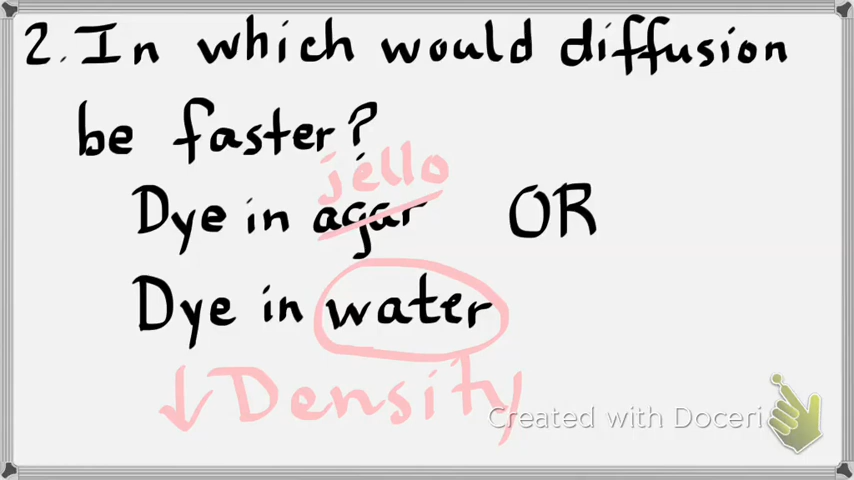 2. In which would diffusion
be faster?
jello
Dye in agar OR
Dye in water
↓ Density
Created with Doceri